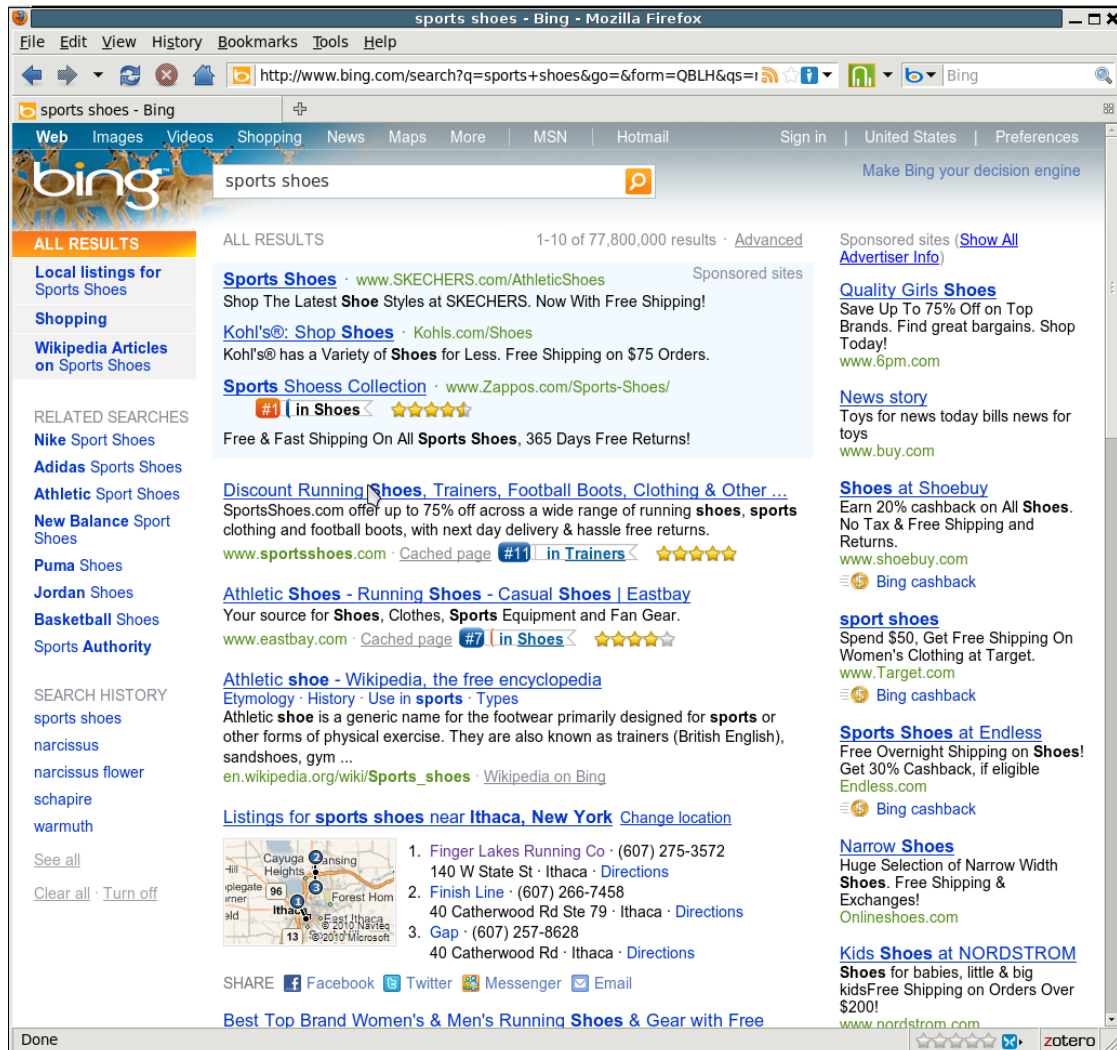 sports shoes - Bing - Mozilla Firefox
File Edit View History Bookmarks Tools Help
http://www.bing.com/search?q=sports+shoes&go=&form=QBLH&qs=
Bing
sports shoes - Bing
Web Images Videos Shopping News Maps More | MSN | Hotmail Sign in | United States | Preferences
bing™
sports shoes
Make Bing your decision engine
ALL RESULTS
Local listings for
Sports Shoes
Shopping
Wikipedia Articles
on Sports Shoes
RELATED SEARCHES
Nike Sport Shoes
Adidas Sports Shoes
Athletic Sport Shoes
New Balance Sport
Shoes
Puma Shoes
Jordan Shoes
Basketball Shoes
Sports Authority
SEARCH HISTORY
sports shoes
narcissus
narcissus flower
schapire
warmuth
See all
Clear all · Turn off
ALL RESULTS 1-10 of 77,800,000 results · Advanced
Sponsored sites
Sports Shoes · www.SKECHERS.com/AthleticShoes
Shop The Latest Shoe Styles at SKECHERS. Now With Free Shipping!
Kohl's®: Shop Shoes · Kohls.com/Shoes
Kohl's® has a Variety of Shoes for Less. Free Shipping on $75 Orders.
Sports Shoess Collection · www.Zappos.com/Sports-Shoes/
#1 in Shoes
Free & Fast Shipping On All Sports Shoes, 365 Days Free Returns!
Discount Running Shoes, Trainers, Football Boots, Clothing & Other ...
SportsShoes.com offer up to 75% off across a wide range of running shoes, sports
clothing and football boots, with next day delivery & hassle free returns.
www.sportsshoes.com · Cached page #11 in Trainers
Athletic Shoes - Running Shoes - Casual Shoes | Eastbay
Your source for Shoes, Clothes, Sports Equipment and Fan Gear.
www.eastbay.com · Cached page #7 in Shoes
Athletic shoe - Wikipedia, the free encyclopedia
Etymology · History · Use in sports · Types
Athletic shoe is a generic name for the footwear primarily designed for sports or
other forms of physical exercise. They are also known as trainers (British English),
sandshoes, gym ...
en.wikipedia.org/wiki/Sports_shoes · Wikipedia on Bing
Listings for sports shoes near Ithaca, New York Change location
Cayuga
Heights
Lansing
96
Forest Hom
Ithaca
East Ithaca
13
© 2010 Navteq
© 2010 Microsoft
1. Finger Lakes Running Co · (607) 275-3572
140 W State St · Ithaca · Directions
2. Finish Line · (607) 266-7458
40 Catherwood Rd Ste 79 · Ithaca · Directions
3. Gap · (607) 257-8628
40 Catherwood Rd · Ithaca · Directions
SHARE Facebook Twitter Messenger Email
Best Top Brand Women's & Men's Running Shoes & Gear with Free
Sponsored sites (Show All
Advertiser Info)
Quality Girls Shoes
Save Up To 75% Off on Top
Brands. Find great bargains. Shop
Today!
www.6pm.com
News story
Toys for news today bills news for
toys
www.buy.com
Shoes at Shoebuy
Earn 20% cashback on All Shoes.
No Tax & Free Shipping and
Returns.
www.shoebuy.com
Bing cashback
sport shoes
Spend $50, Get Free Shipping On
Women's Clothing at Target.
www.Target.com
Bing cashback
Sports Shoes at Endless
Free Overnight Shipping on Shoes!
Get 30% Cashback, if eligible
Endless.com
Bing cashback
Narrow Shoes
Huge Selection of Narrow Width
Shoes. Free Shipping &
Exchanges!
Onlineshoes.com
Kids Shoes at NORDSTROM
Shoes for babies, little & big
kidsFree Shipping on Orders Over
$200!
www.nordstrom.com
Done
zotero